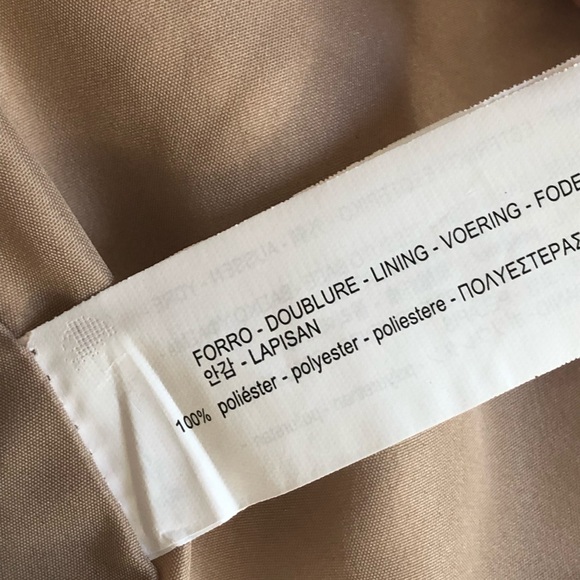 FORRO - DOUBLURE - LINING - VOERING - FODE
안감 - LAPISAN
100% poliéster - polyester - poliestere - ΠΟΛΥΕΣΤΕΡΑΣ